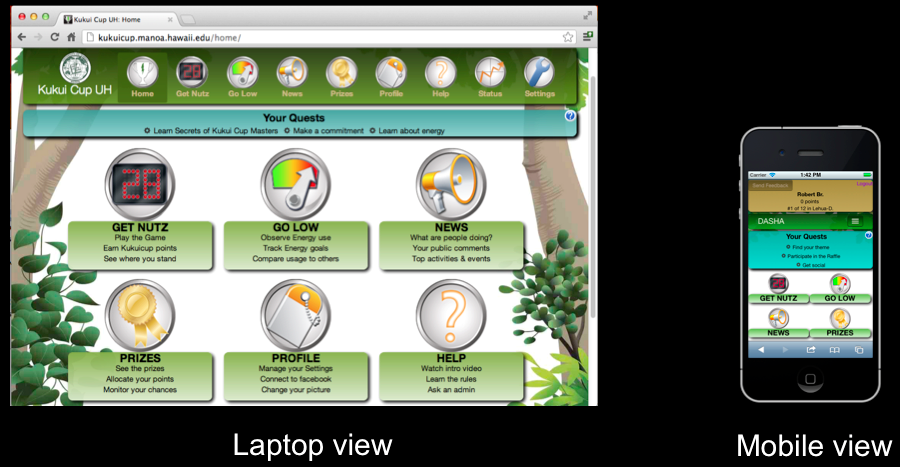 Kukui Cup UH: Home
kukuicup.manoa.hawaii.edu/home/
Kukui Cup UH
Home
Get Nutz
Go Low
News
Prizes
Profile
Help
Status
Settings
Your Quests
?
Learn Secrets of Kukui Cup Masters Make a commitment Learn about energy
28
GET NUTZ
Play the Game
Earn Kukuicup points
See where you stand
GO LOW
Observe Energy use
Track Energy goals
Compare usage to others
NEWS
What are people doing?
Your public comments
Top activities & events
PRIZES
See the prizes
Allocate your points
Monitor your chances
PROFILE
Manage your Settings
Connect to facebook
Change your picture
?
HELP
Watch intro video
Learn the rules
Ask an admin
Carrier 1:42 PM
Send Feedback Logout
Robert Br.
0 points
#1 of 12 in Lehua-D.
DASHA
Your Quests
?
Find your theme
Participate in the Raffle
Get social
GET NUTZ
GO LOW
NEWS
PRIZES
Laptop view
Mobile view